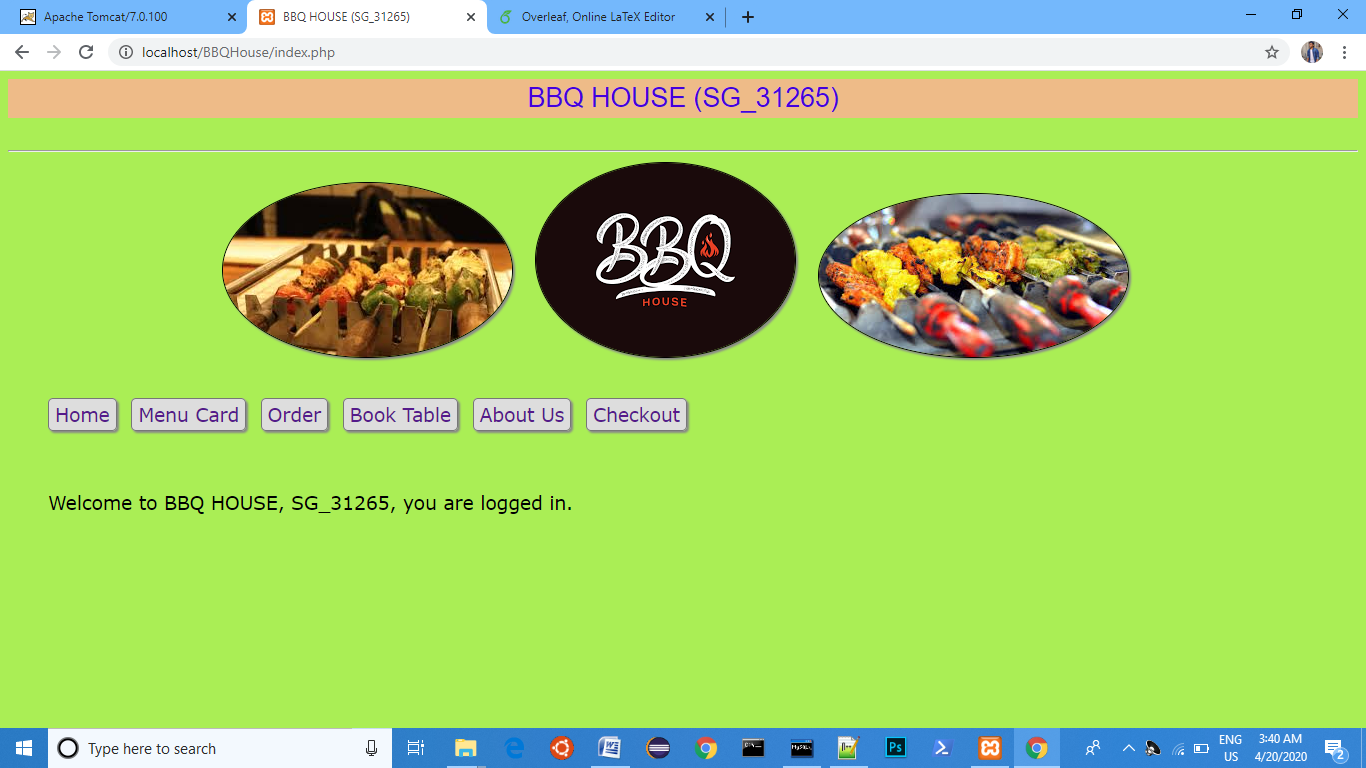 Apache Tomcat/7.0.100
BBQ HOUSE (SG_31265)
Overleaf, Online LaTeX Editor
localhost/BBQHouse/index.php
BBQ HOUSE (SG_31265)
BBQ
HOUSE
Home Menu Card Order Book Table About Us Checkout
Welcome to BBQ HOUSE, SG_31265, you are logged in.
Type here to search
ENG
US
3:40 AM
4/20/2020
2